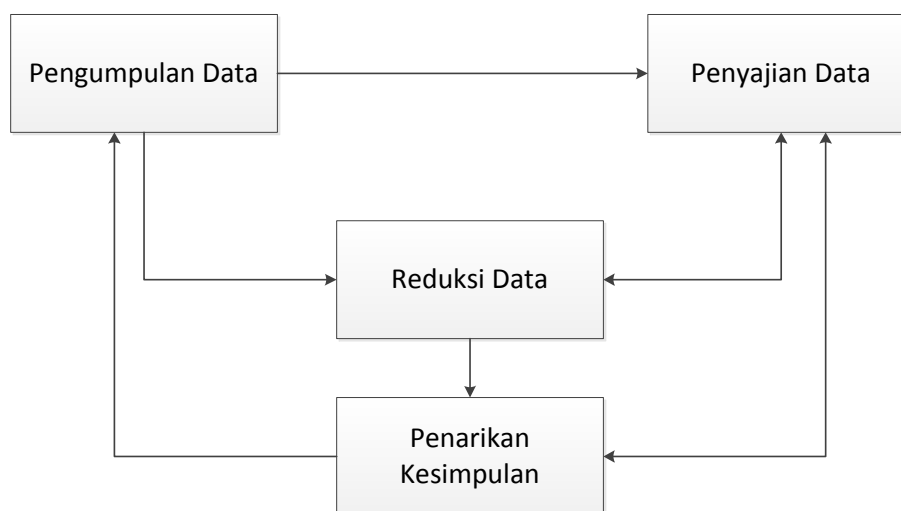 Pengumpulan Data
Penyajian Data
Reduksi Data
Penarikan
Kesimpulan